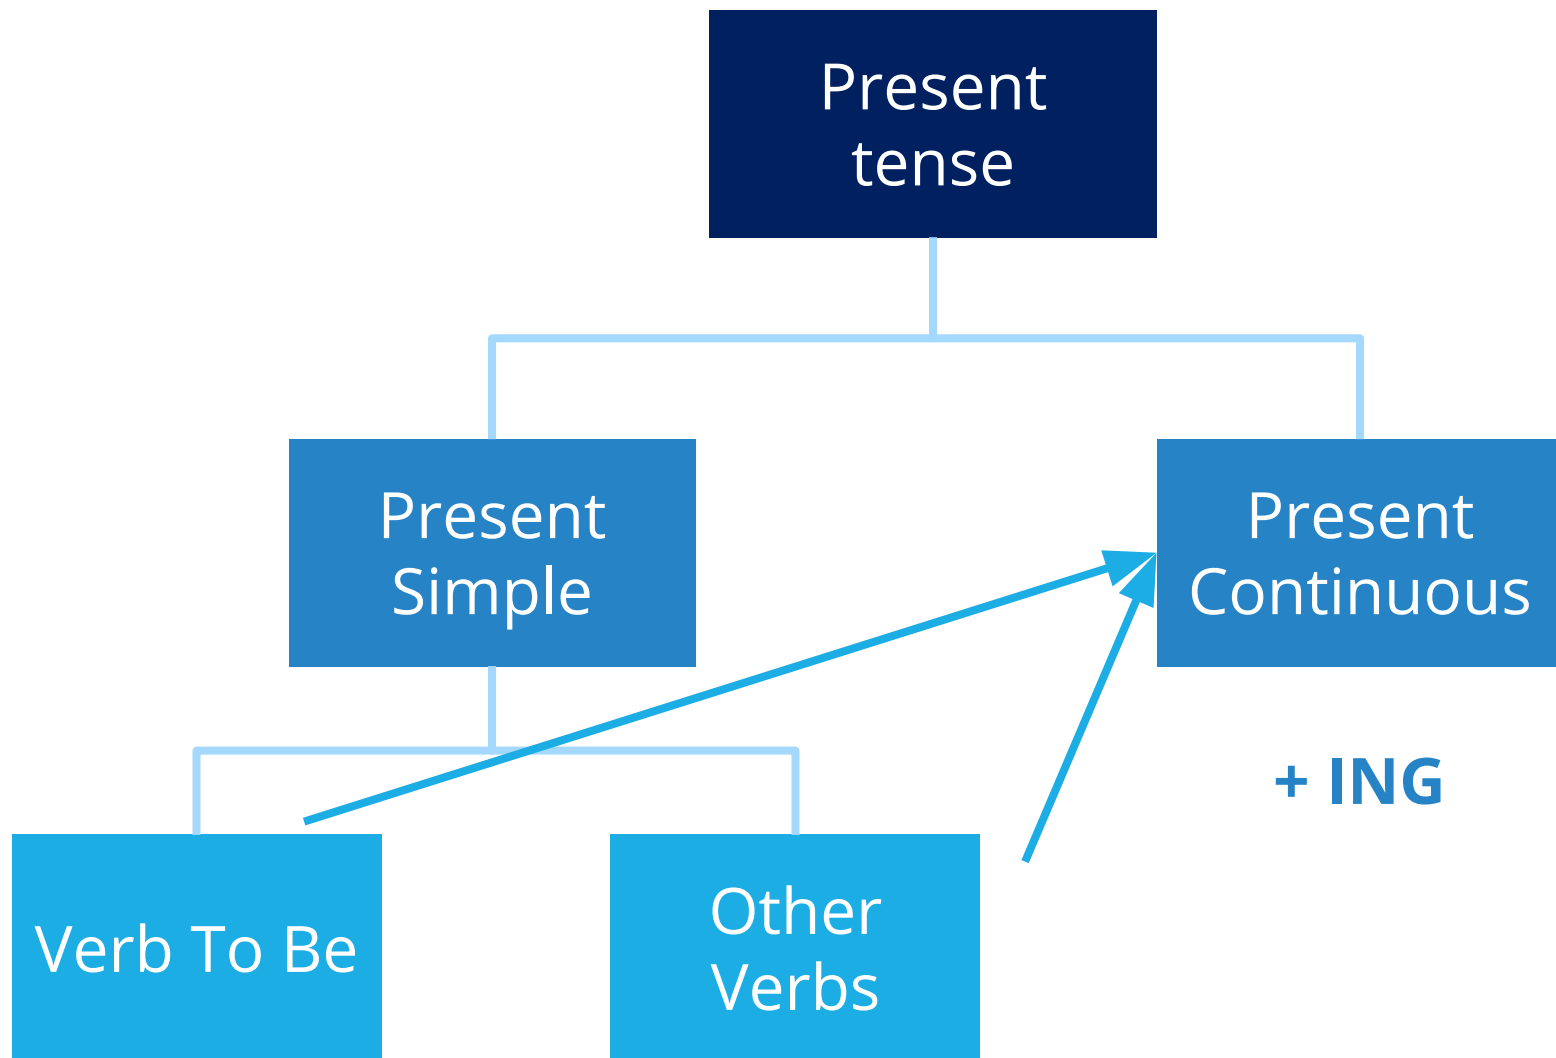 Present
tense
Present
Simple
Present
Continuous
+ ING
Verb To Be
Other
Verbs